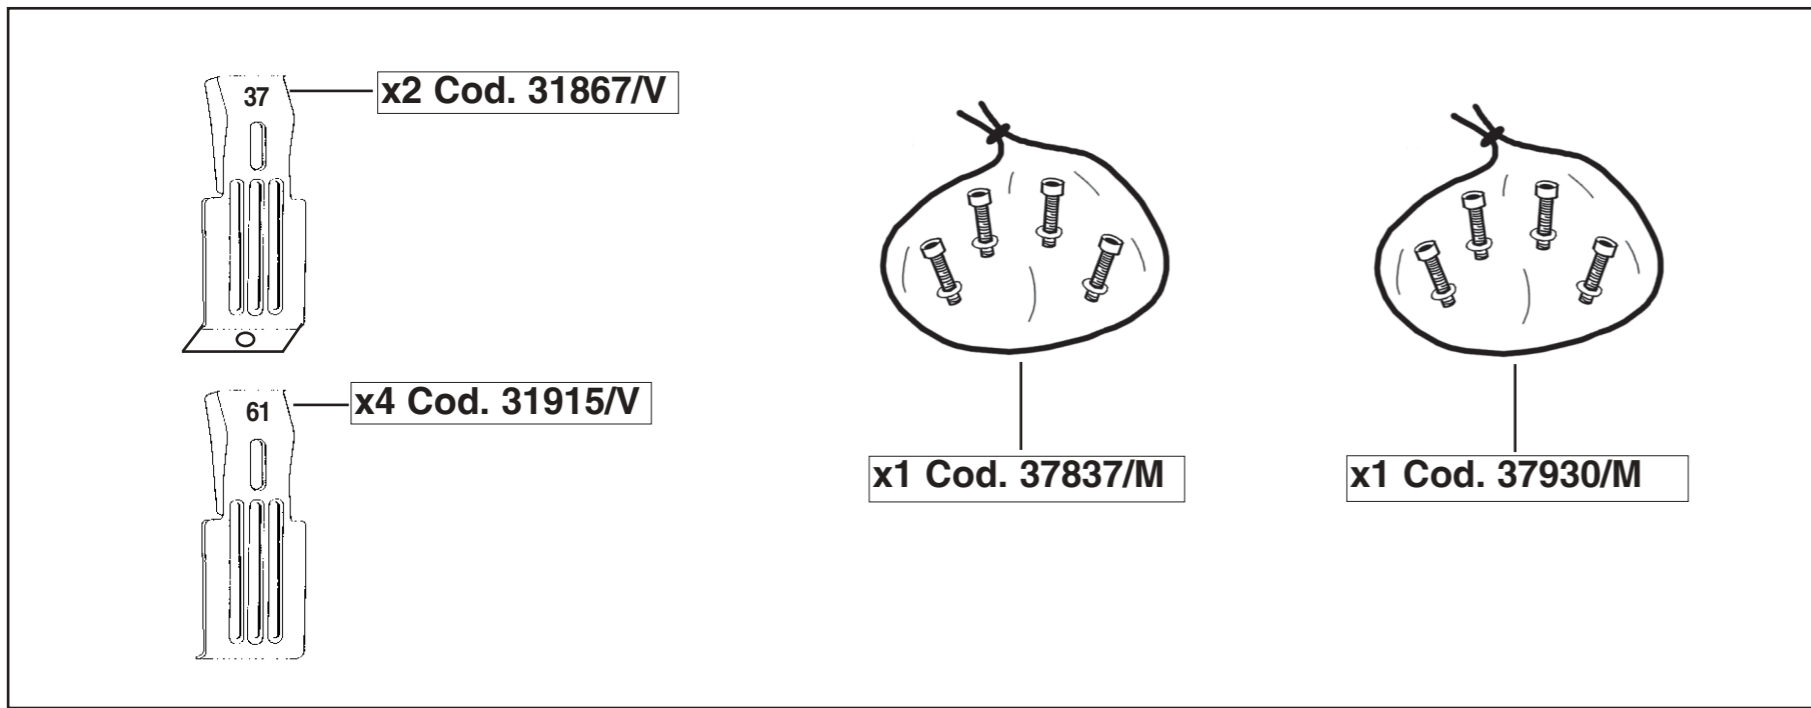 37
x2 Cod. 31867/V
61
x4 Cod. 31915/V
x1 Cod. 37837/M
x1 Cod. 37930/M